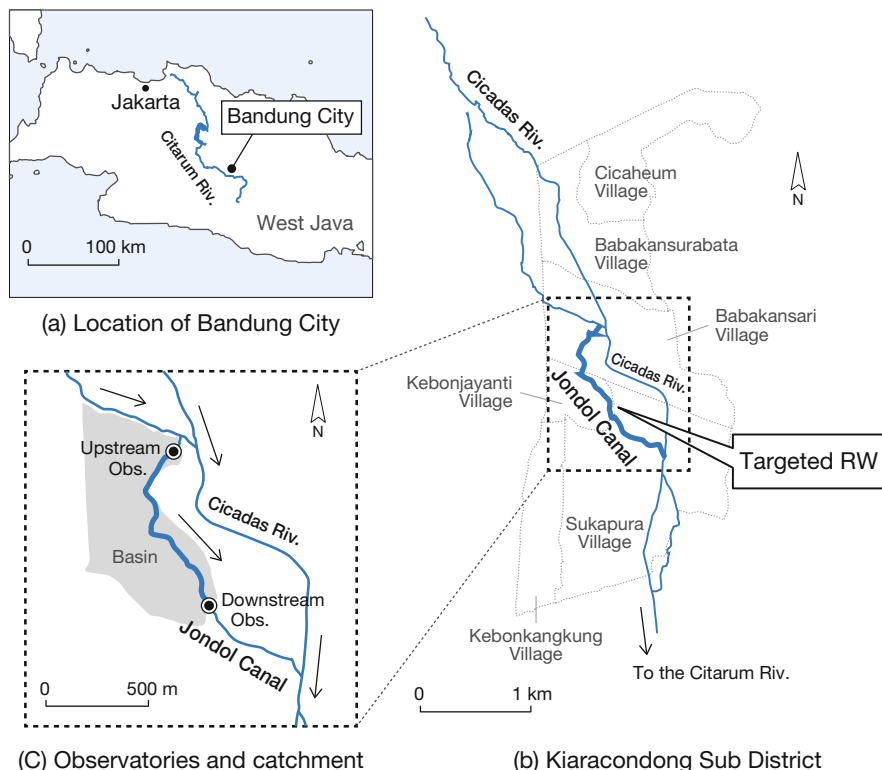 Jakarta
Bandung City
Citarum Riv.
West Java
0 100 km
(a) Location of Bandung City
Cicadas Riv.
Cicaheum
Village
N
Babakansurabata
Village
Babakansari
Village
Cicadas Riv.
Kebonjayanti
Village
Jondol Canal
Targeted RW
Sukapura
Village
Kebonkangkung
Village
To the Citarum Riv.
0 1 km
(b) Kiaracondong Sub District
N
Upstream
Obs.
Cicadas Riv.
Basin
Downstream
Obs.
Jondol Canal
0 500 m
(C) Observatories and catchment